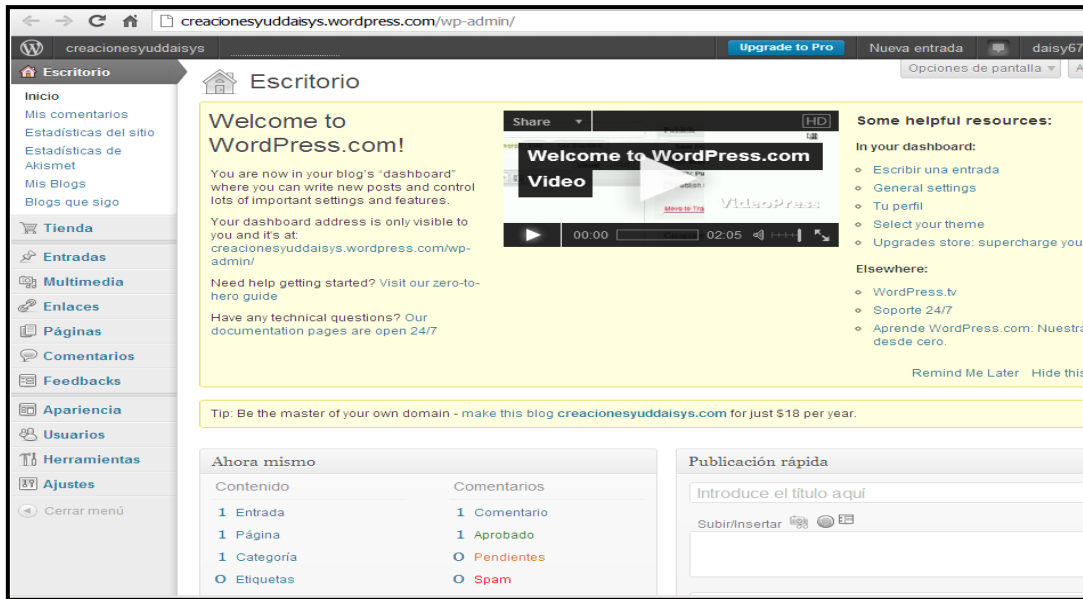 creacionesyuddaisys.wordpress.com/wp-admin/
creacionesyuddaisys
Upgrade to Pro
Nueva entrada
daisy67
Escritorio
Inicio
Mis comentarios
Estadísticas del sitio
Estadísticas de
Akismet
Mis Blogs
Blogs que sigo
Tienda
Entradas
Multimedia
Enlaces
Páginas
Comentarios
Feedbacks
Apariencia
Usuarios
Herramientas
Ajustes
Cerrar menú
Opciones de pantalla
Escritorio
Welcome to
WordPress.com!
You are now in your blog's "dashboard"
where you can write new posts and control
lots of important settings and features.
Your dashboard address is only visible to
you and it's at:
creacionesyuddaisys.wordpress.com/wp-
admin/
Need help getting started? Visit our zero-to-
hero guide
Have any technical questions? Our
documentation pages are open 24/7
Share
HD
Welcome to WordPress.com
Video
VideoPress
00:00
02:05
Some helpful resources:
In your dashboard:
Escribir una entrada
General settings
Tu perfil
Select your theme
Upgrades store: supercharge you
Elsewhere:
WordPress.tv
Soporte 24/7
Aprende WordPress.com: Nuestra
desde cero.
Remind Me Later Hide this
Tip: Be the master of your own domain - make this blog creacionesyuddaisys.com for just $18 per year.
Ahora mismo
Contenido
1 Entrada
1 Página
1 Categoría
0 Etiquetas
Comentarios
1 Comentario
1 Aprobado
0 Pendientes
0 Spam
Publicación rápida
Introduce el título aquí
Subir/Insertar